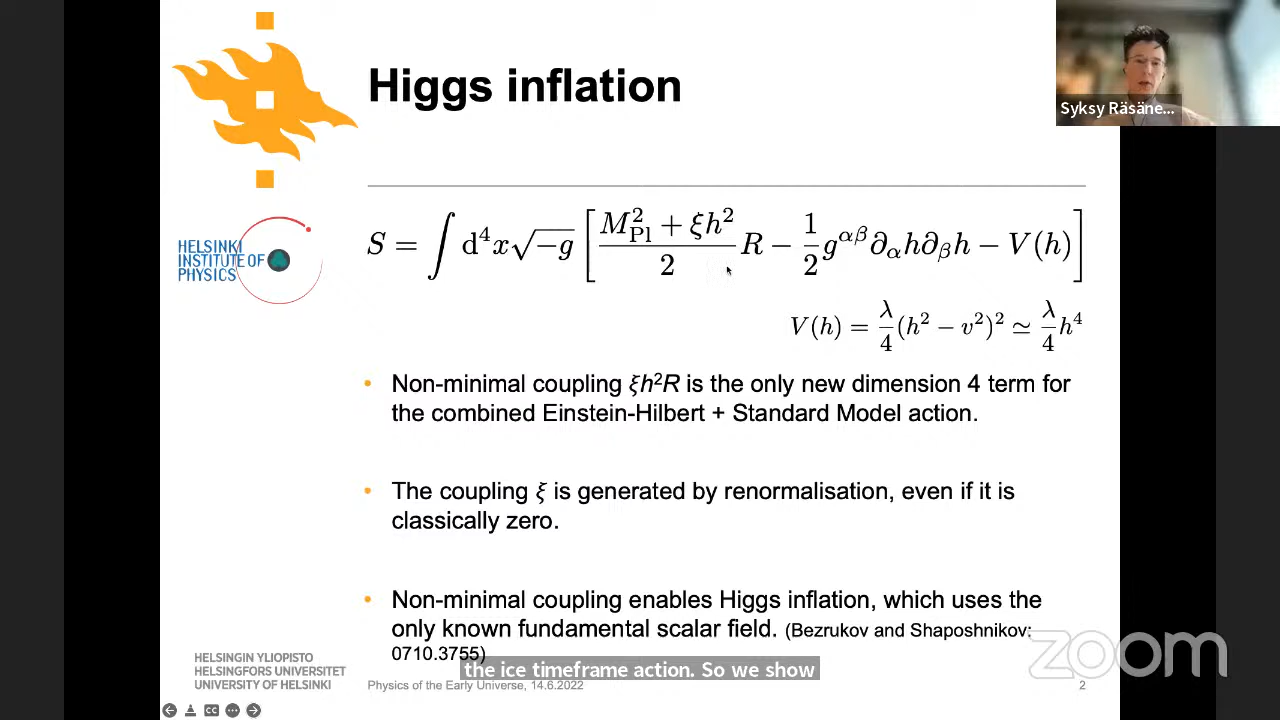 Higgs inflation
Syksy Räsäne...
HELSINKI
INSTITUTE OF
PHYSICS
S = ∫ d⁴x√−g [ (M²_Pl + ξh²)/2 R − 1/2 g^{αβ} ∂_α h ∂_β h − V(h) ]
V(h) = λ/4 (h² − v²)² ≃ λ/4 h⁴
• Non-minimal coupling ξh²R is the only new dimension 4 term for
the combined Einstein-Hilbert + Standard Model action.
• The coupling ξ is generated by renormalisation, even if it is
classically zero.
• Non-minimal coupling enables Higgs inflation, which uses the
only known fundamental scalar field. (Bezrukov and Shaposhnikov:
0710.3755)
the ice timeframe action. So we show
zoom
HELSINGIN YLIOPISTO
HELSINGFORS UNIVERSITET
UNIVERSITY OF HELSINKI
Physics of the Early Universe, 14.6.2022
2
CC